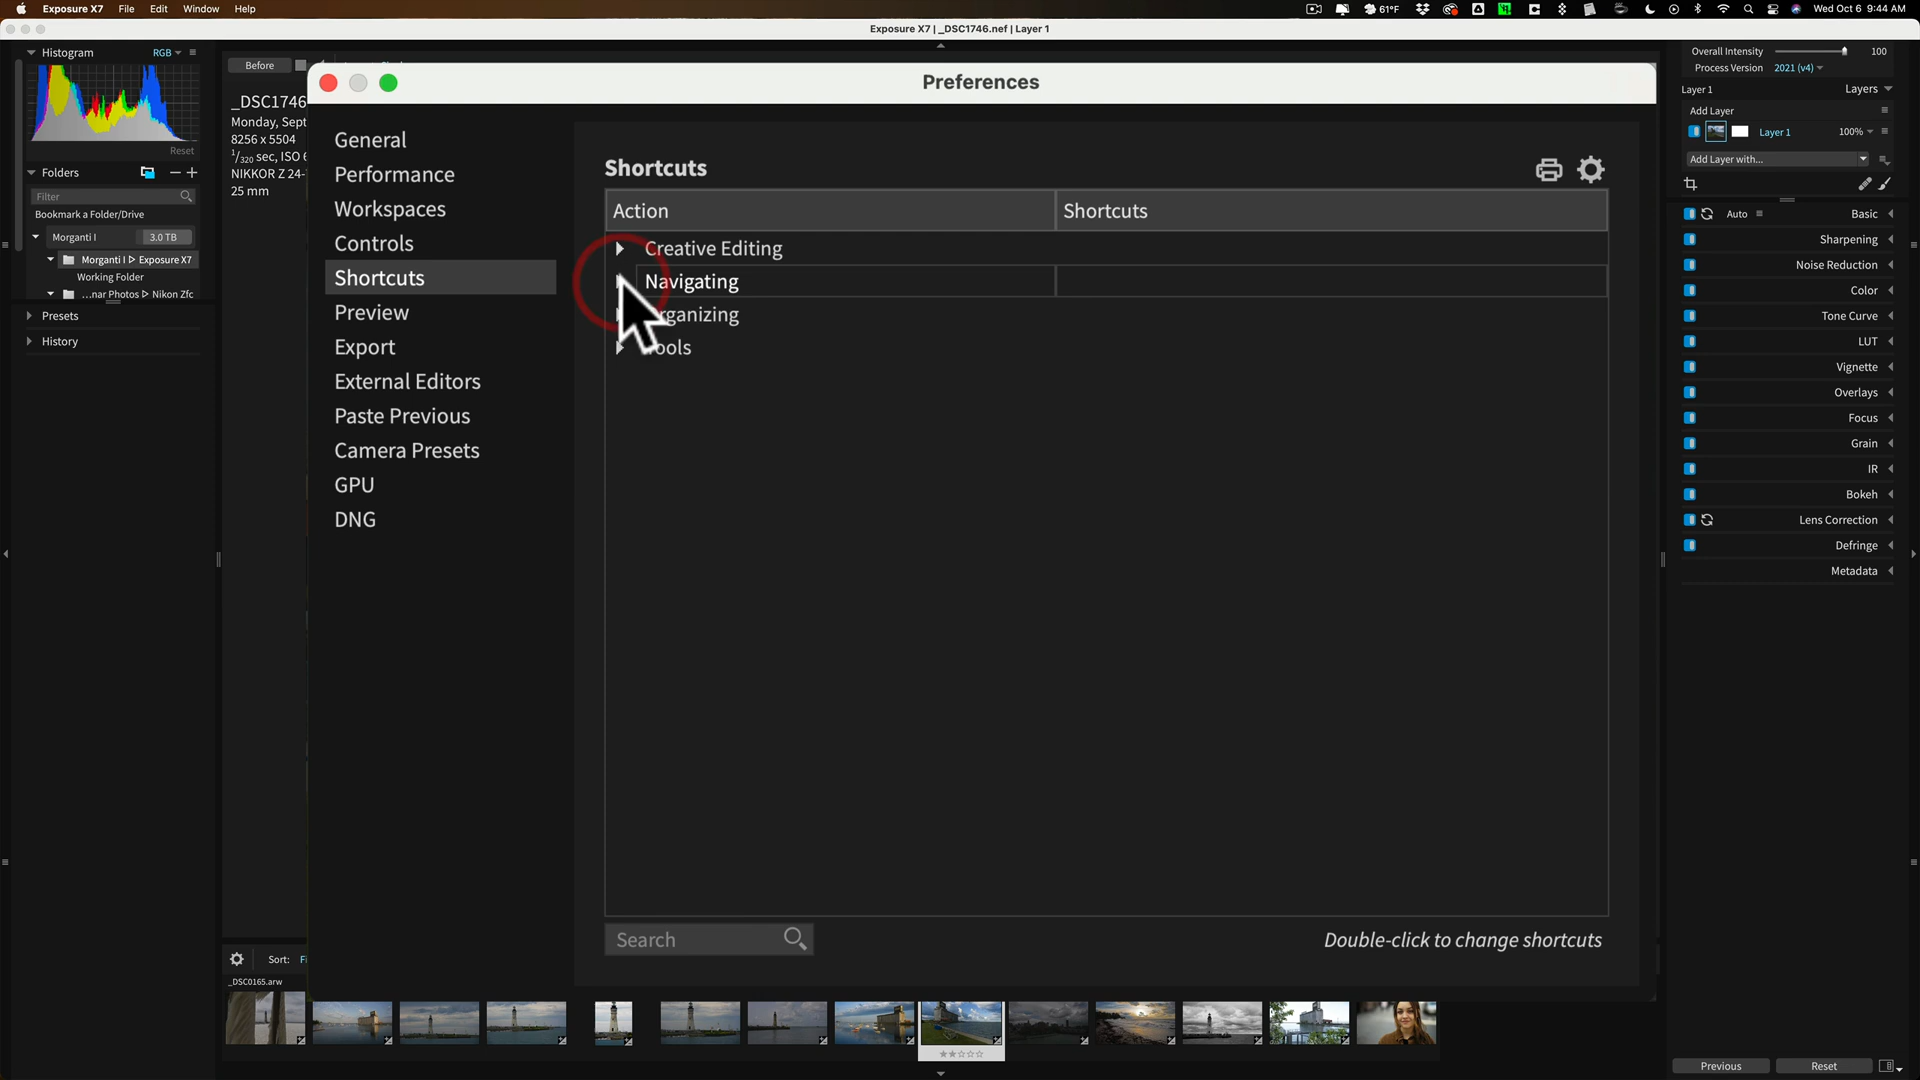 Exposure X7 File Edit Window Help
61°F Wed Oct 6 9:44 AM
Exposure X7 | _DSC1746.nef | Layer 1
Histogram RGB
Reset
Folders
Filter
Bookmark a Folder/Drive
Morganti I 3.0 TB
Morganti I ▷ Exposure X7
Working Folder
...nar Photos ▷ Nikon Zfc
Presets
History
Before
_DSC1746
Monday, Sept
8256 x 5504
1/320 sec, ISO 6
NIKKOR Z 24-
25 mm
Preferences
General
Performance
Workspaces
Controls
Shortcuts
Preview
Export
External Editors
Paste Previous
Camera Presets
GPU
DNG
Shortcuts
Action Shortcuts
Creative Editing
Navigating
rganizing
ools
Search
Double-click to change shortcuts
Overall Intensity 100
Process Version 2021 (v4)
Layer 1 Layers
Add Layer
Layer 1 100%
Add Layer with...
Auto Basic
Sharpening
Noise Reduction
Color
Tone Curve
LUT
Vignette
Overlays
Focus
Grain
IR
Bokeh
Lens Correction
Defringe
Metadata
Sort: Fi
_DSC0165.arw
Previous Reset